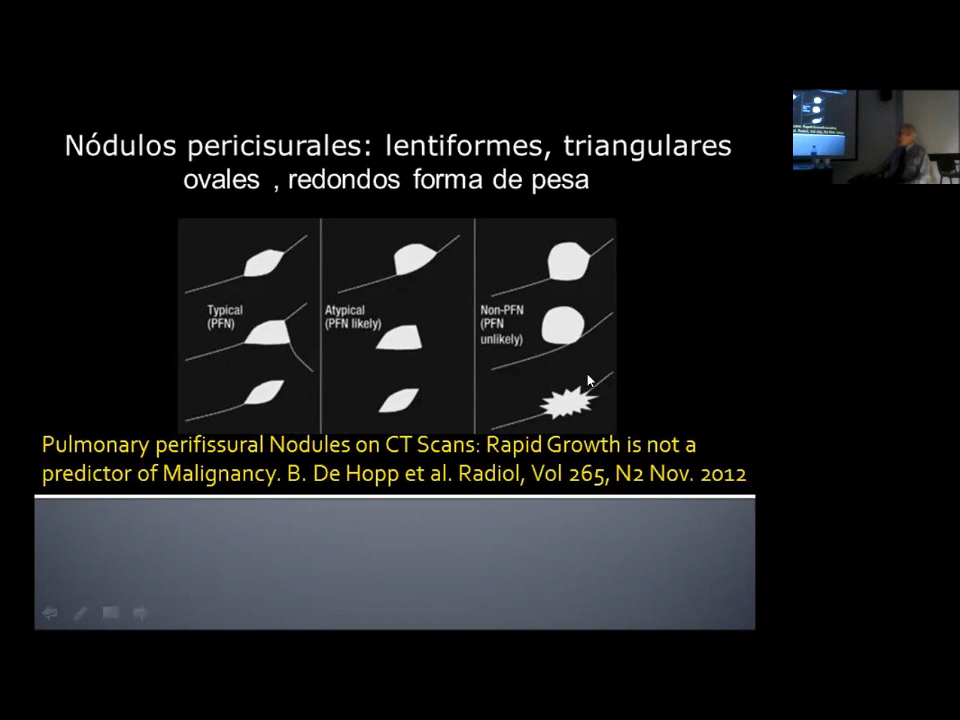 Nódulos pericisurales: lentiformes, triangulares
ovales , redondos forma de pesa
Typical
(PFN)
Atypical
(PFN likely)
Non-PFN
(PFN
unlikely)
Pulmonary perifissural Nodules on CT Scans: Rapid Growth is not a
predictor of Malignancy. B. De Hopp et al. Radiol, Vol 265, N2 Nov. 2012